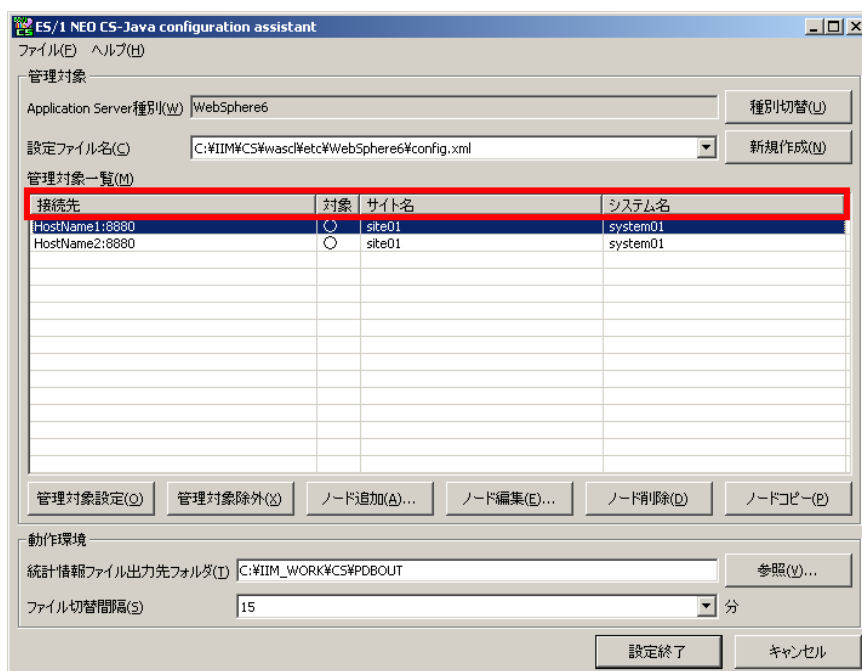 ES/1 NEO CS-Java configuration assistant
ファイル(F) ヘルプ(H)
管理対象
Application Server種別(W) WebSphere6 種別切替(U)
設定ファイル名(C) C:¥IIM¥CS¥wascl¥etc¥WebSphere6¥config.xml 新規作成(N)
管理対象一覧(M)
接続先 対象 サイト名 システム名
HostName1:8880 ○ site01 system01
HostName2:8880 ○ site01 system01
管理対象設定(O) 管理対象除外(X) ノード追加(A)... ノード編集(E)... ノード削除(D) ノードコピー(P)
動作環境
統計情報ファイル出力先フォルダ(T) C:¥IIM_WORK¥CS¥PDBOUT 参照(V)...
ファイル切替間隔(S) 15 分
設定終了 キャンセル